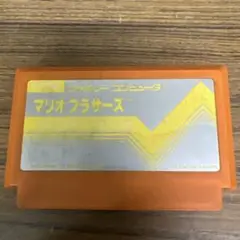 ファミリー コンピュータ
マリオブラザーズ